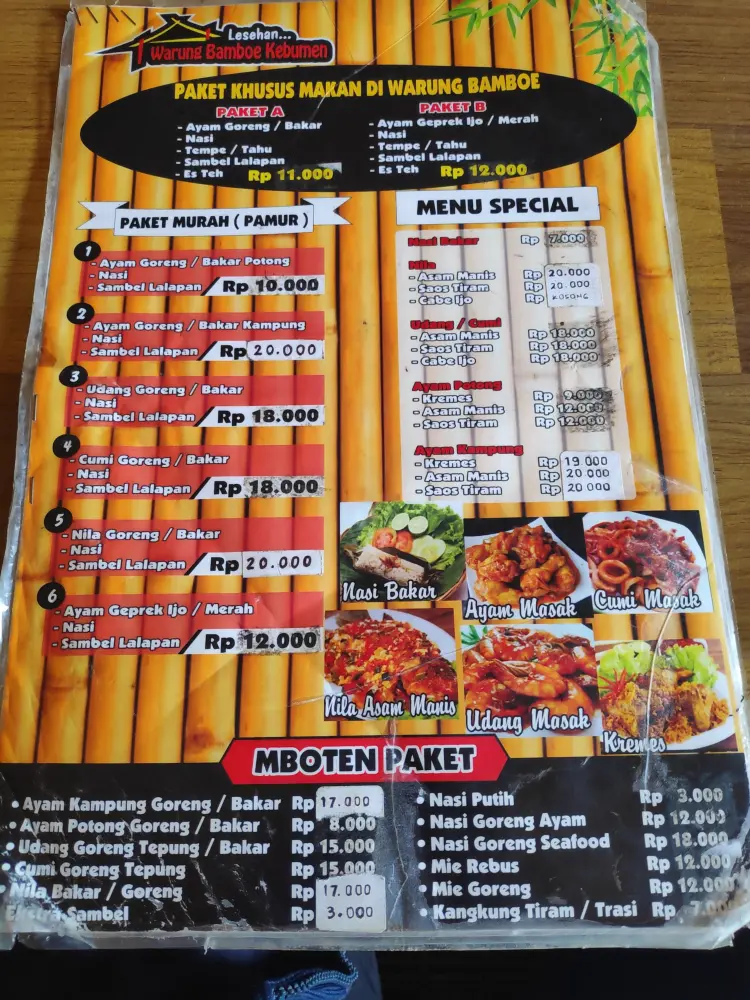 Lesehan...
Warung Bamboe Kebumen
PAKET KHUSUS MAKAN DI WARUNG BAMBOE
PAKET A
- Ayam Goreng / Bakar
- Nasi
- Tempe / Tahu
- Sambel Lalapan
- Es Teh Rp 11.000
PAKET B
- Ayam Geprek Ijo / Merah
- Nasi
- Tempe / Tahu
- Sambel Lalapan
- Es Teh Rp 12.000
PAKET MURAH ( PAMUR )
1
- Ayam Goreng / Bakar Potong
- Nasi
- Sambel Lalapan Rp 10.000
2
- Ayam Goreng / Bakar Kampung
- Nasi
- Sambel Lalapan Rp 20.000
3
- Udang Goreng / Bakar
- Nasi
- Sambel Lalapan Rp 18.000
4
- Cumi Goreng / Bakar
- Nasi
- Sambel Lalapan Rp 18.000
5
- Nila Goreng / Bakar
- Nasi
- Sambel Lalapan Rp 20.000
6
- Ayam Geprek Ijo / Merah
- Nasi
- Sambel Lalapan Rp 12.000
MENU SPECIAL
Nasi Bakar Rp 7.000
Nila
- Asam Manis Rp 20.000
- Saos Tiram Rp 20.000
- Cabe Ijo Rp KOSONG
Udang / Cumi
- Asam Manis Rp 18.000
- Saos Tiram Rp 18.000
- Cabe Ijo Rp 18.000
Ayam Potong
- Kremes Rp 9.000
- Asam Manis Rp 12.000
- Saos Tiram Rp 12.000
Ayam Kampung
- Kremes Rp 19 000
- Asam Manis Rp 20 000
- Saos Tiram Rp 20 000
Nasi Bakar
Ayam Masak
Cumi Masak
Nila Asam Manis
Udang Masak
Kremes
MBOTEN PAKET
• Ayam Kampung Goreng / Bakar Rp 17.000
• Ayam Potong Goreng / Bakar Rp 8.000
• Udang Goreng Tepung / Bakar Rp 15.000
• Cumi Goreng Tepung Rp 15.000
• Nila Bakar / Goreng Rp 17.000
Ekstra Sambel Rp 3.000
• Nasi Putih Rp 3.000
• Nasi Goreng Ayam Rp 12.000
• Nasi Goreng Seafood Rp 18.000
• Mie Rebus Rp 12.000
• Mie Goreng Rp 12.000
• Kangkung Tiram / Trasi Rp 7.000